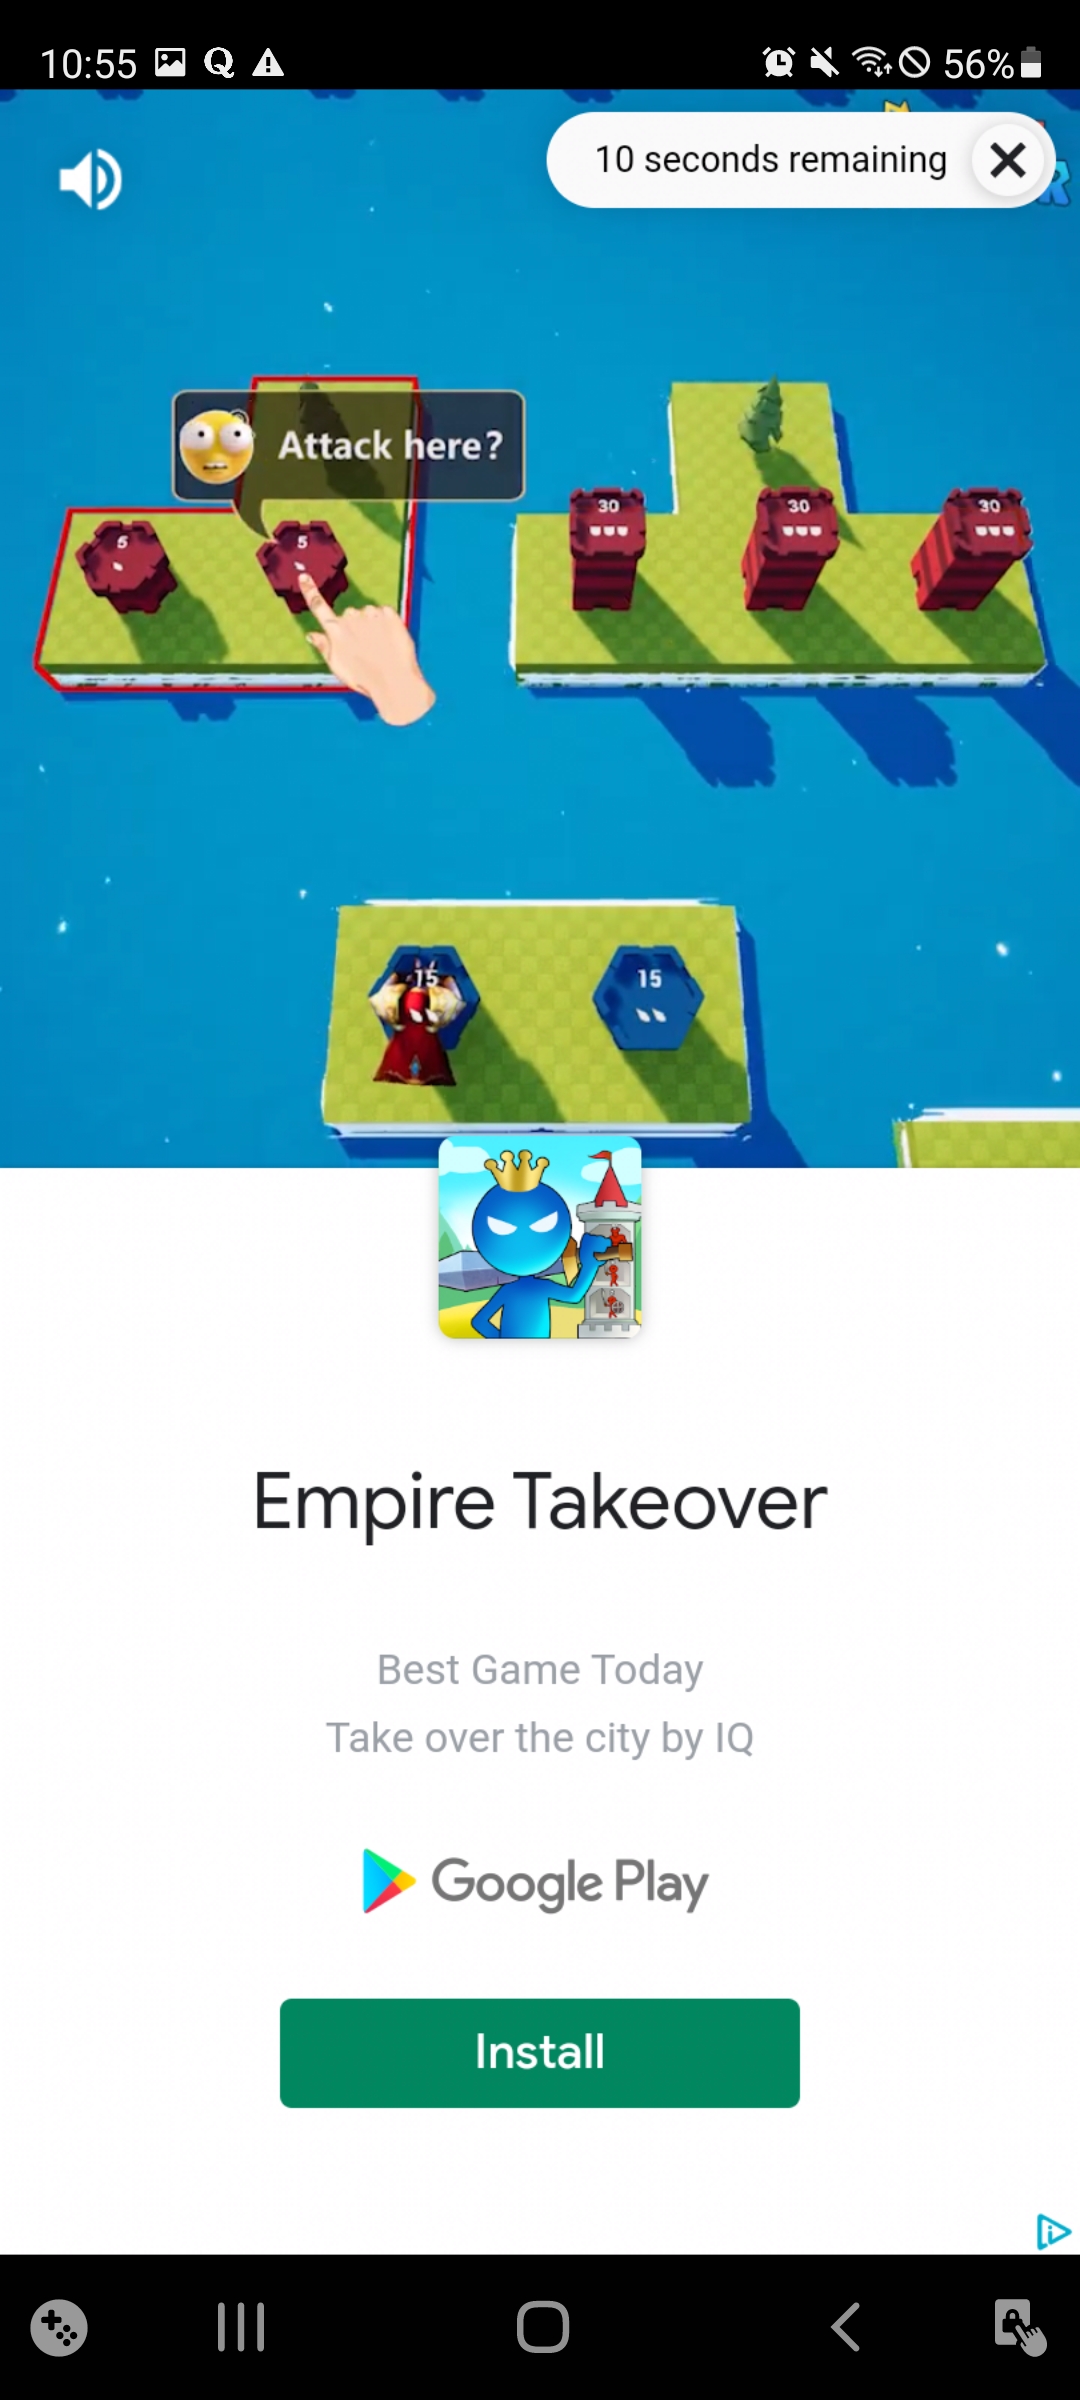 10:55
56%
10 seconds remaining
Attack here?
5
5
30
30
30
15
15
Empire Takeover
Best Game Today
Take over the city by IQ
Google Play
Install